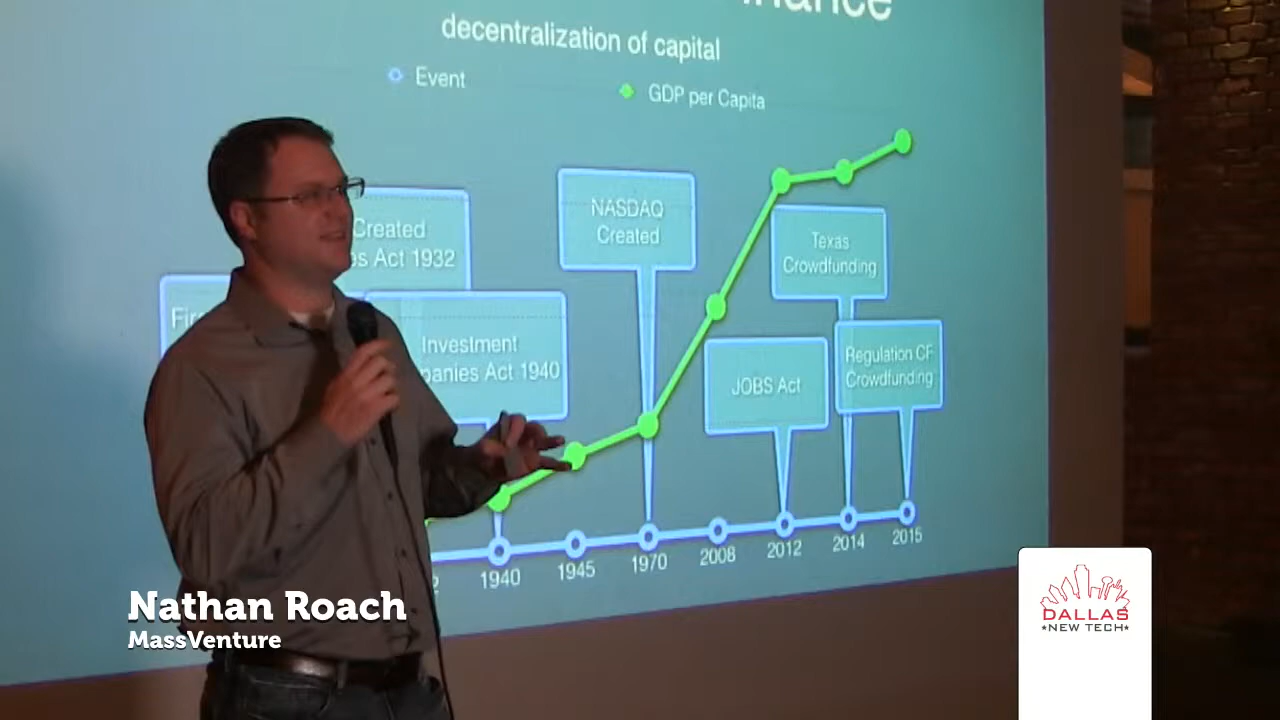 decentralization of capital
Event
GDP per Capita
Created
Act 1932
NASDAQ
Created
Texas
Crowdfunding
Investment
Act 1940
JOBS Act
Regulation CF
Crowdfunding
1940
1945
1970
2008
2012
2014
2015
Nathan Roach
MassVenture
DALLAS
*NEW TECH*